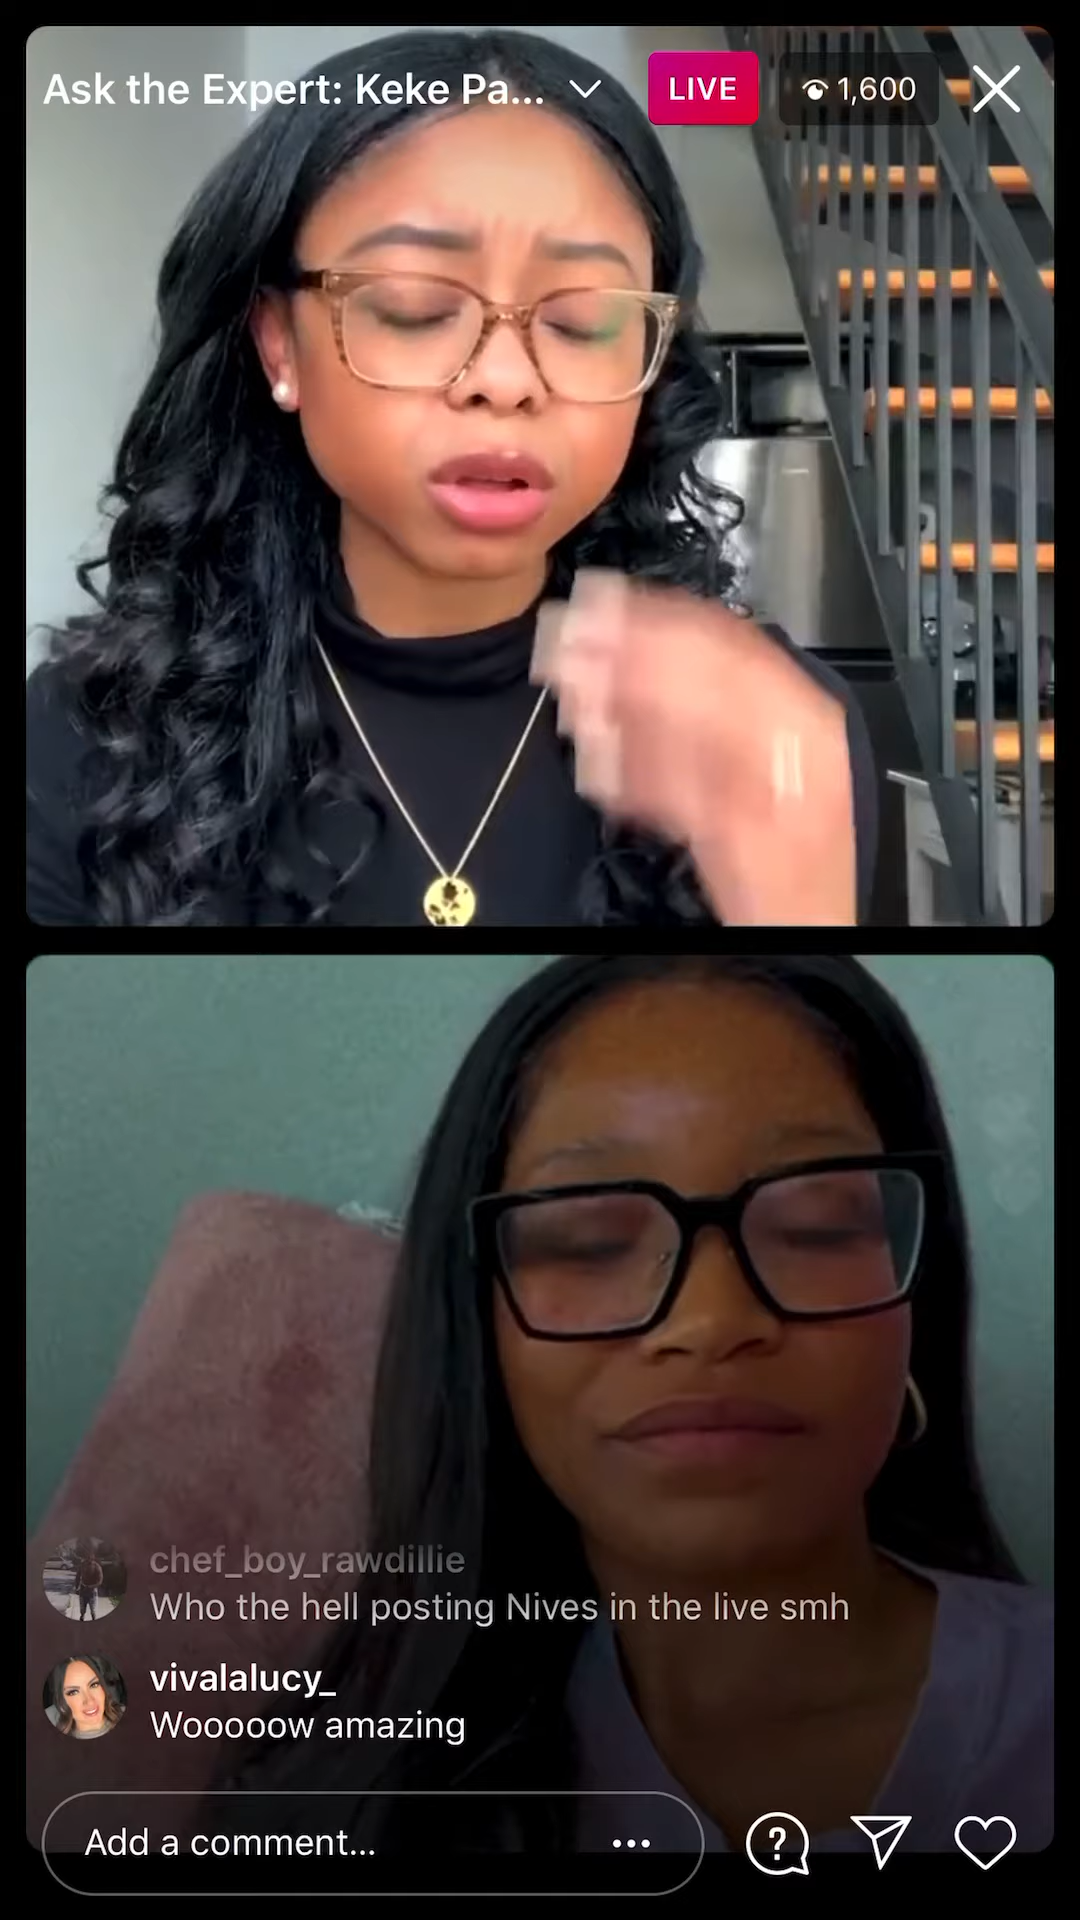 Ask the Expert: Keke Pa...
LIVE
1,600
chef_boy_rawdillie
Who the hell posting Nives in the live smh
vivalalucy_
Wooooow amazing
Add a comment...